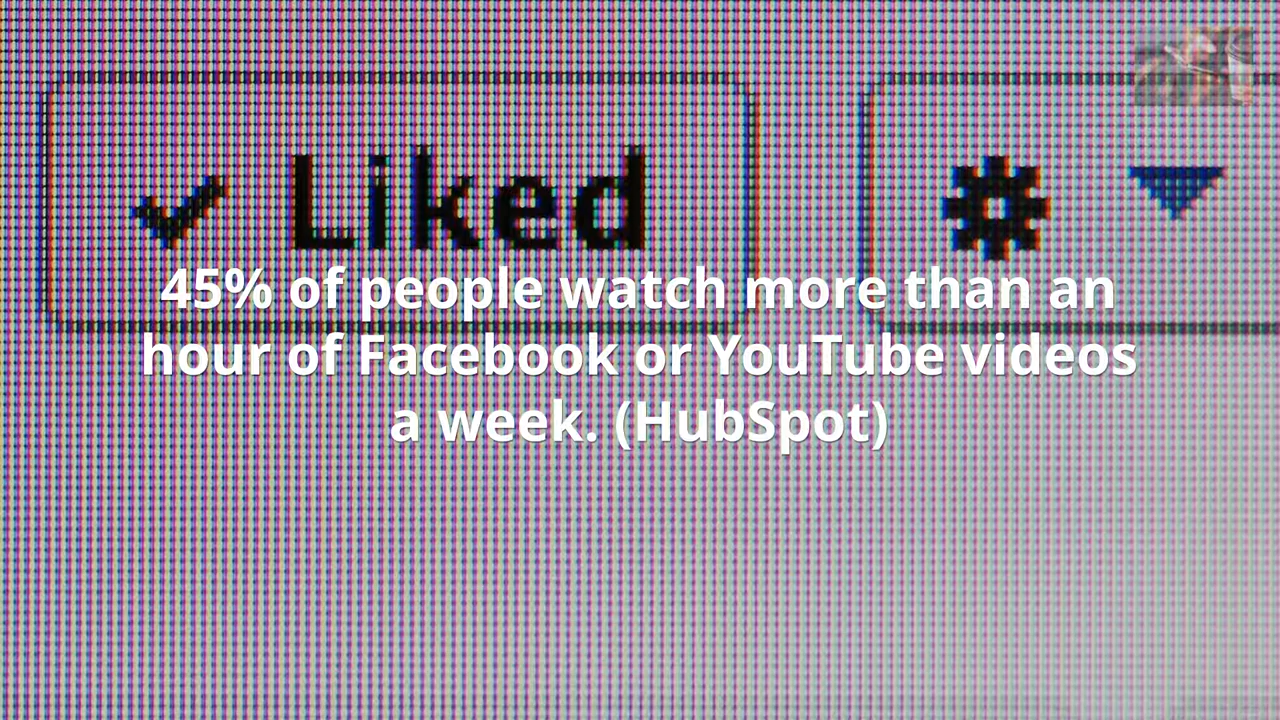 Liked
45% of people watch more than an
hour of Facebook or YouTube videos
a week. (HubSpot)